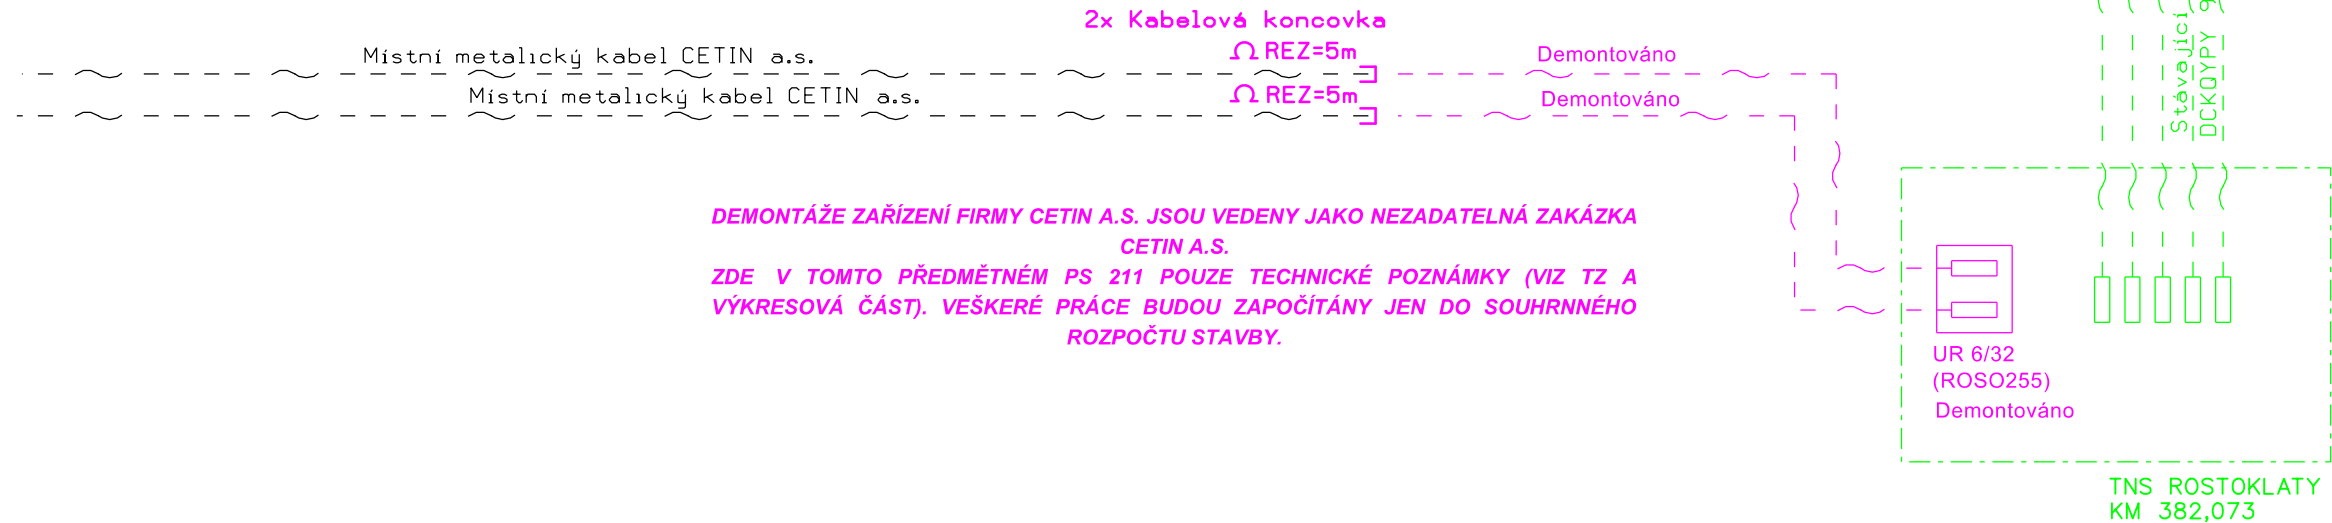 2x Kabelová koncovka
Místní metalický kabel CETIN a.s.
Ω REZ=5m
Demontováno
Místní metalický kabel CETIN a.s.
Ω REZ=5m
Demontováno
Stávající
DCKQYPY
DEMONTÁŽE ZAŘÍZENÍ FIRMY CETIN A.S. JSOU VEDENY JAKO NEZADATELNÁ ZAKÁZKA
CETIN A.S.
ZDE V TOMTO PŘEDMĚTNÉM PS 211 POUZE TECHNICKÉ POZNÁMKY (VIZ TZ A
VÝKRESOVÁ ČÁST). VEŠKERÉ PRÁCE BUDOU ZAPOČÍTÁNY JEN DO SOUHRNNÉHO
ROZPOČTU STAVBY.
UR 6/32
(ROSO255)
Demontováno
TNS ROSTOKLATY
KM 382,073